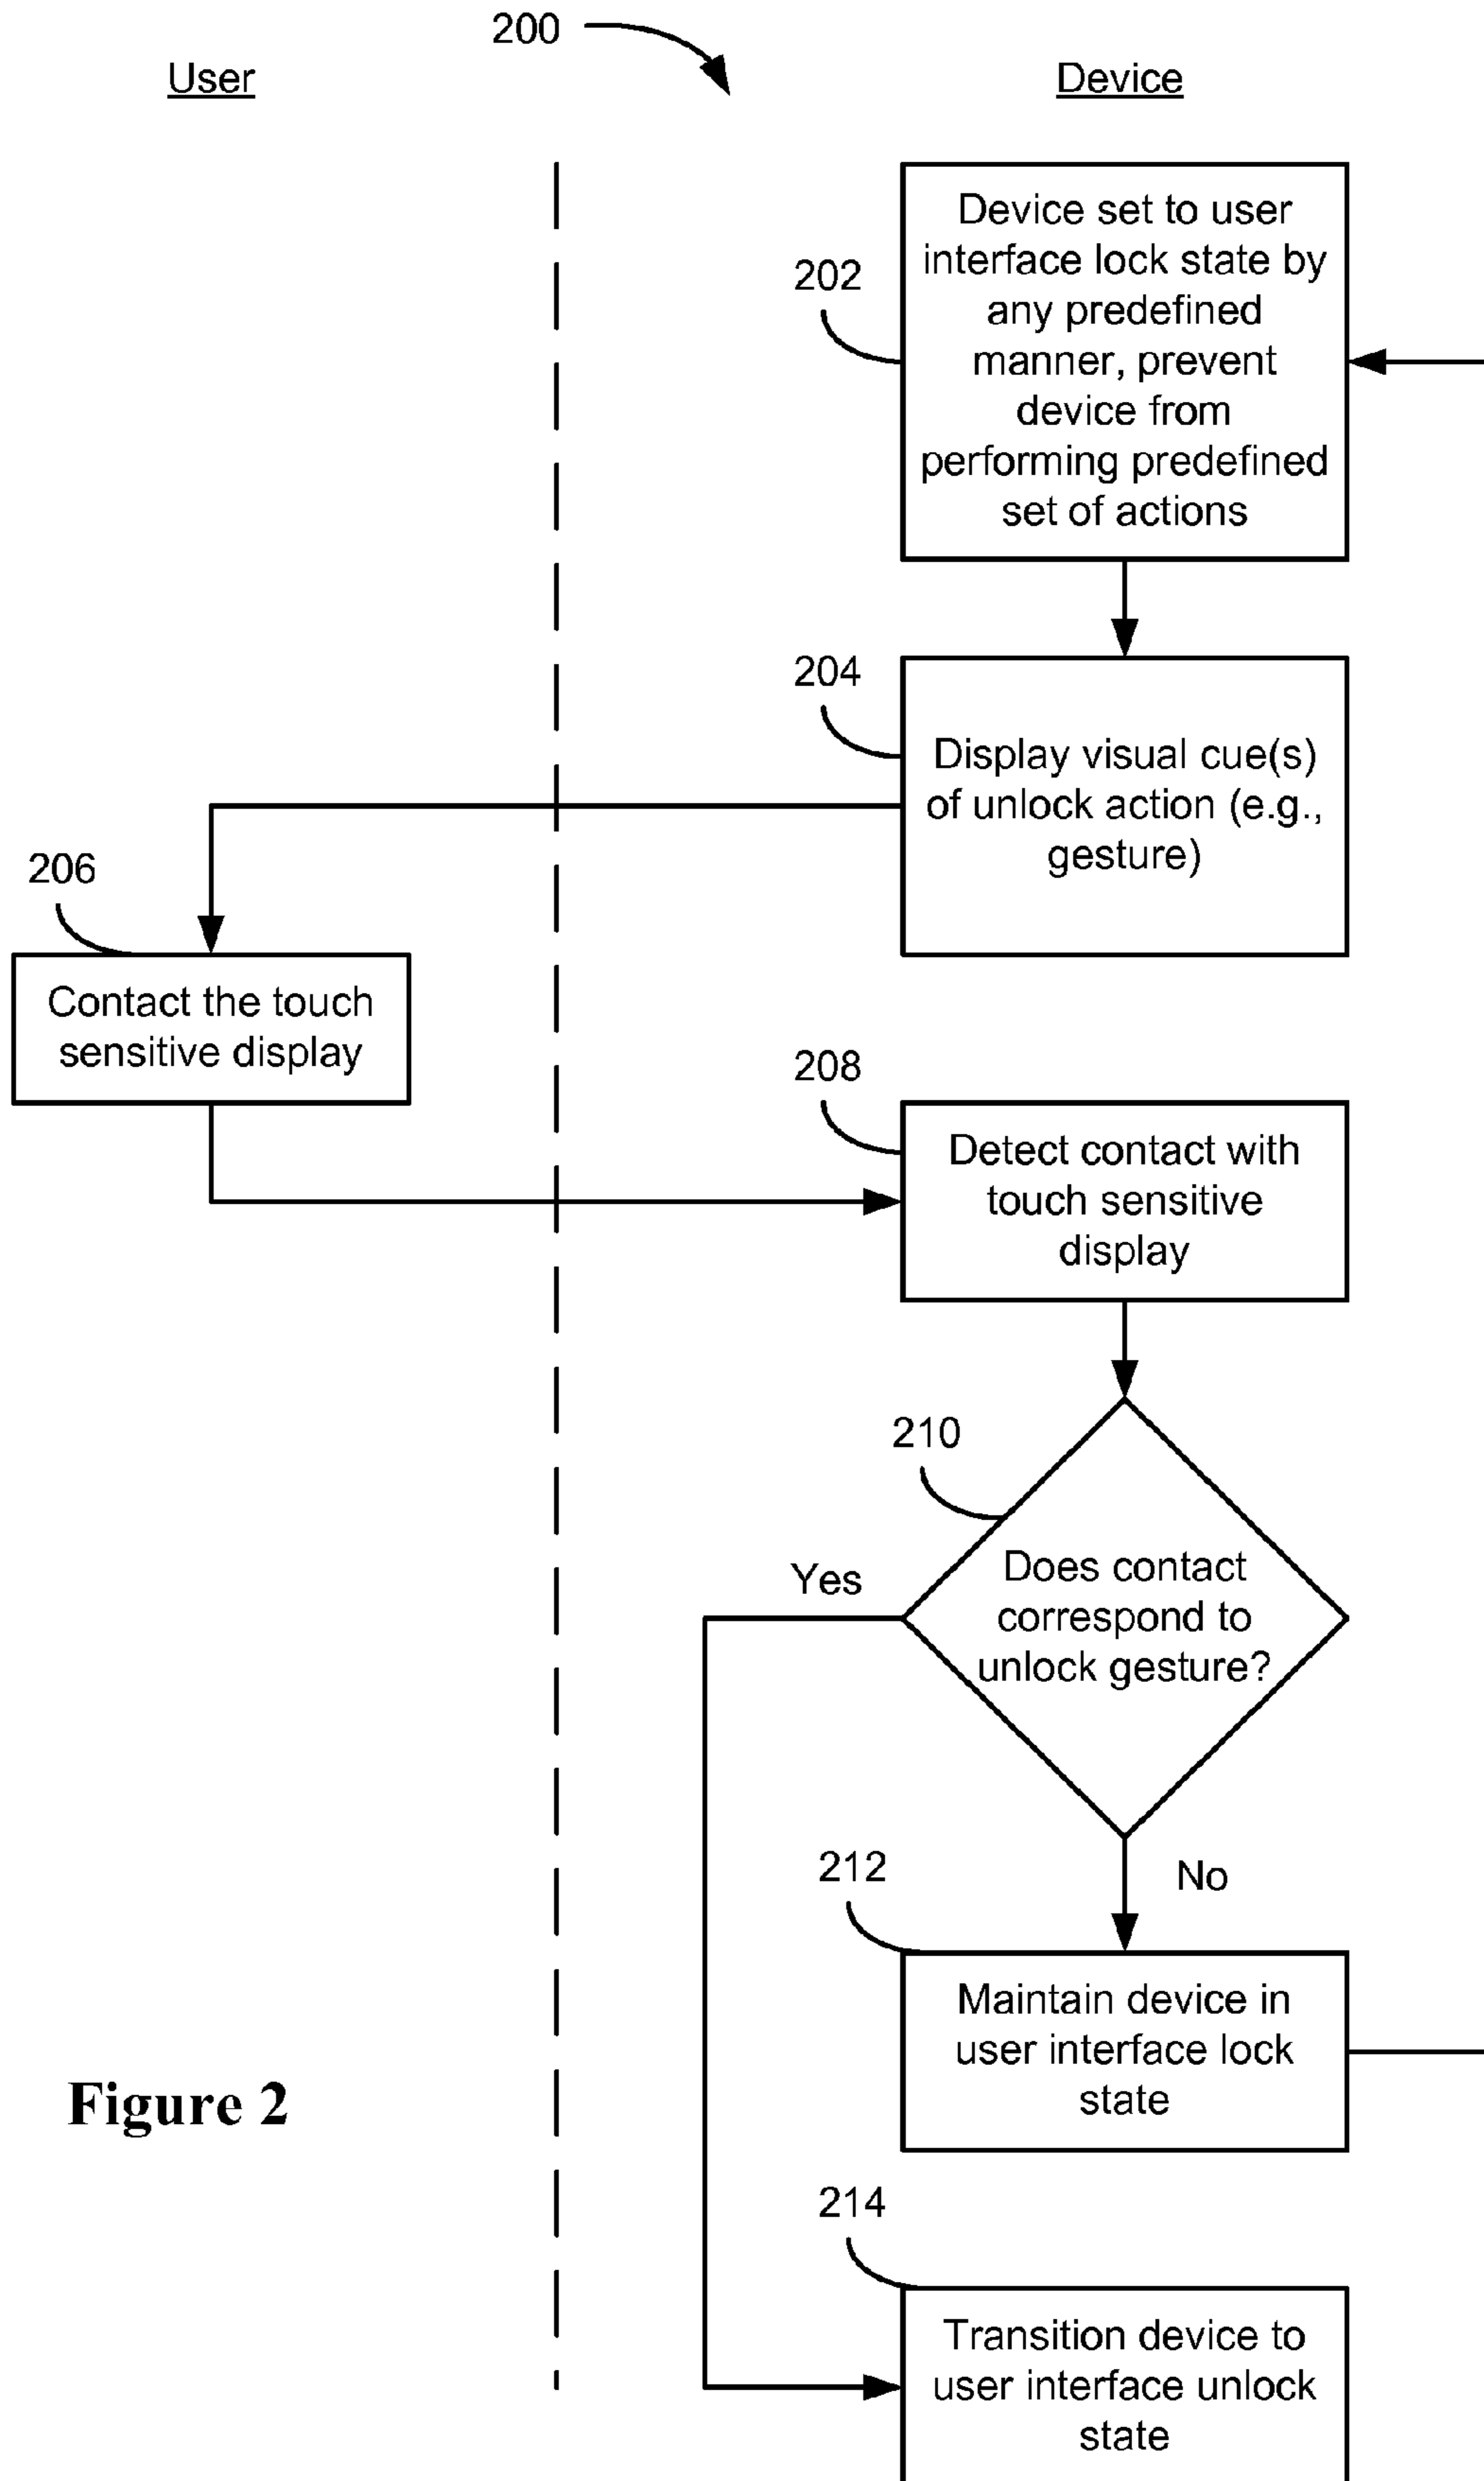 200
User
Device
202
Device set to user
interface lock state by
any predefined
manner, prevent
device from
performing predefined
set of actions
204
Display visual cue(s)
of unlock action (e.g.,
gesture)
206
Contact the touch
sensitive display
208
Detect contact with
touch sensitive
display
210
Does contact
correspond to
unlock gesture?
Yes
No
212
Maintain device in
user interface lock
state
Figure 2
214
Transition device to
user interface unlock
state